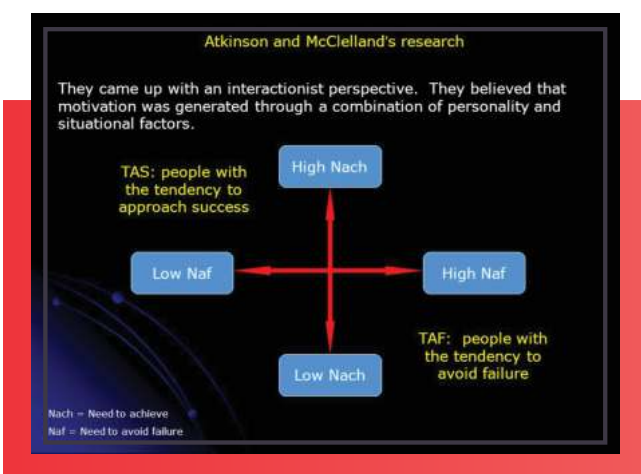 Atkinson and McClelland's research
They came up with an interactionist perspective. They believed that
motivation was generated through a combination of personality and
situational factors.
TAS: people with
the tendency to
approach success
High Nach
Low Naf
High Naf
Low Nach
TAF: people with
the tendency to
avoid failure
Nach = Need to achieve
Naf = Need to avoid failure